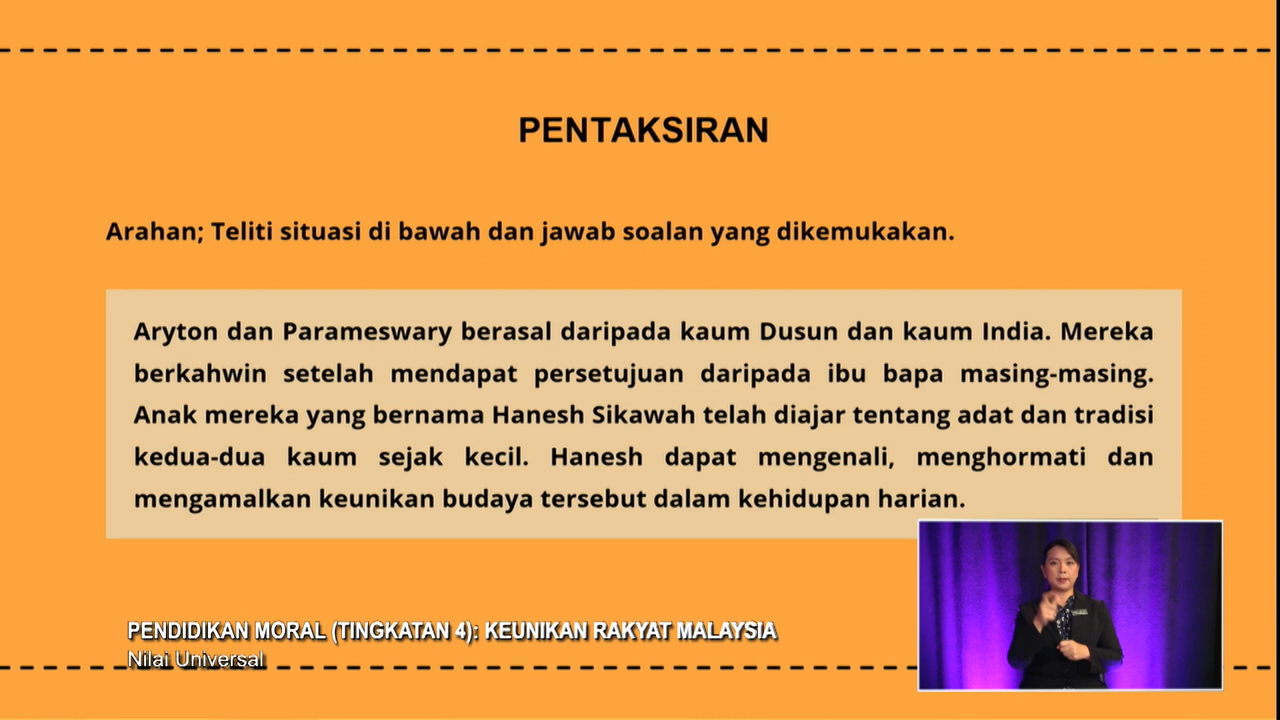 PENTAKSIRAN
Arahan; Teliti situasi di bawah dan jawab soalan yang dikemukakan.
Aryton dan Parameswary berasal daripada kaum Dusun dan kaum India. Mereka
berkahwin setelah mendapat persetujuan daripada ibu bapa masing-masing.
Anak mereka yang bernama Hanesh Sikawah telah diajar tentang adat dan tradisi
kedua-dua kaum sejak kecil. Hanesh dapat mengenali, menghormati dan
mengamalkan keunikan budaya tersebut dalam kehidupan harian.
PENDIDIKAN MORAL (TINGKATAN 4): KEUNIKAN RAKYAT MALAYSIA
Nilai Universal